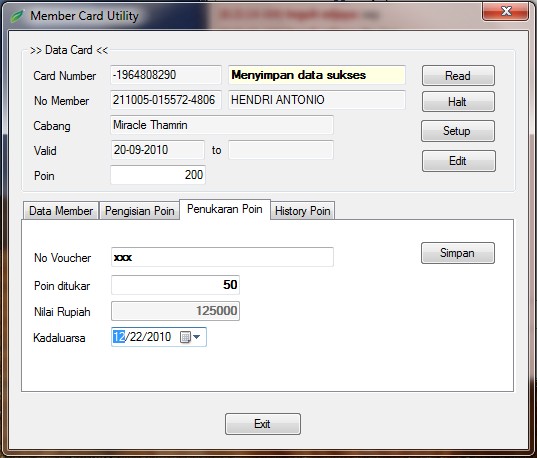 Member Card Utility
>> Data Card <<
Card Number -1964808290 Menyimpan data sukses Read
No Member 211005-015572-4806 HENDRI ANTONIO Halt
Cabang Miracle Thamrin Setup
Valid 20-09-2010 to Edit
Poin 200
Data Member Pengisian Poin Penukaran Poin History Poin
No Voucher xxx Simpan
Poin ditukar 50
Nilai Rupiah 125000
Kadaluarsa 12/22/2010
Exit